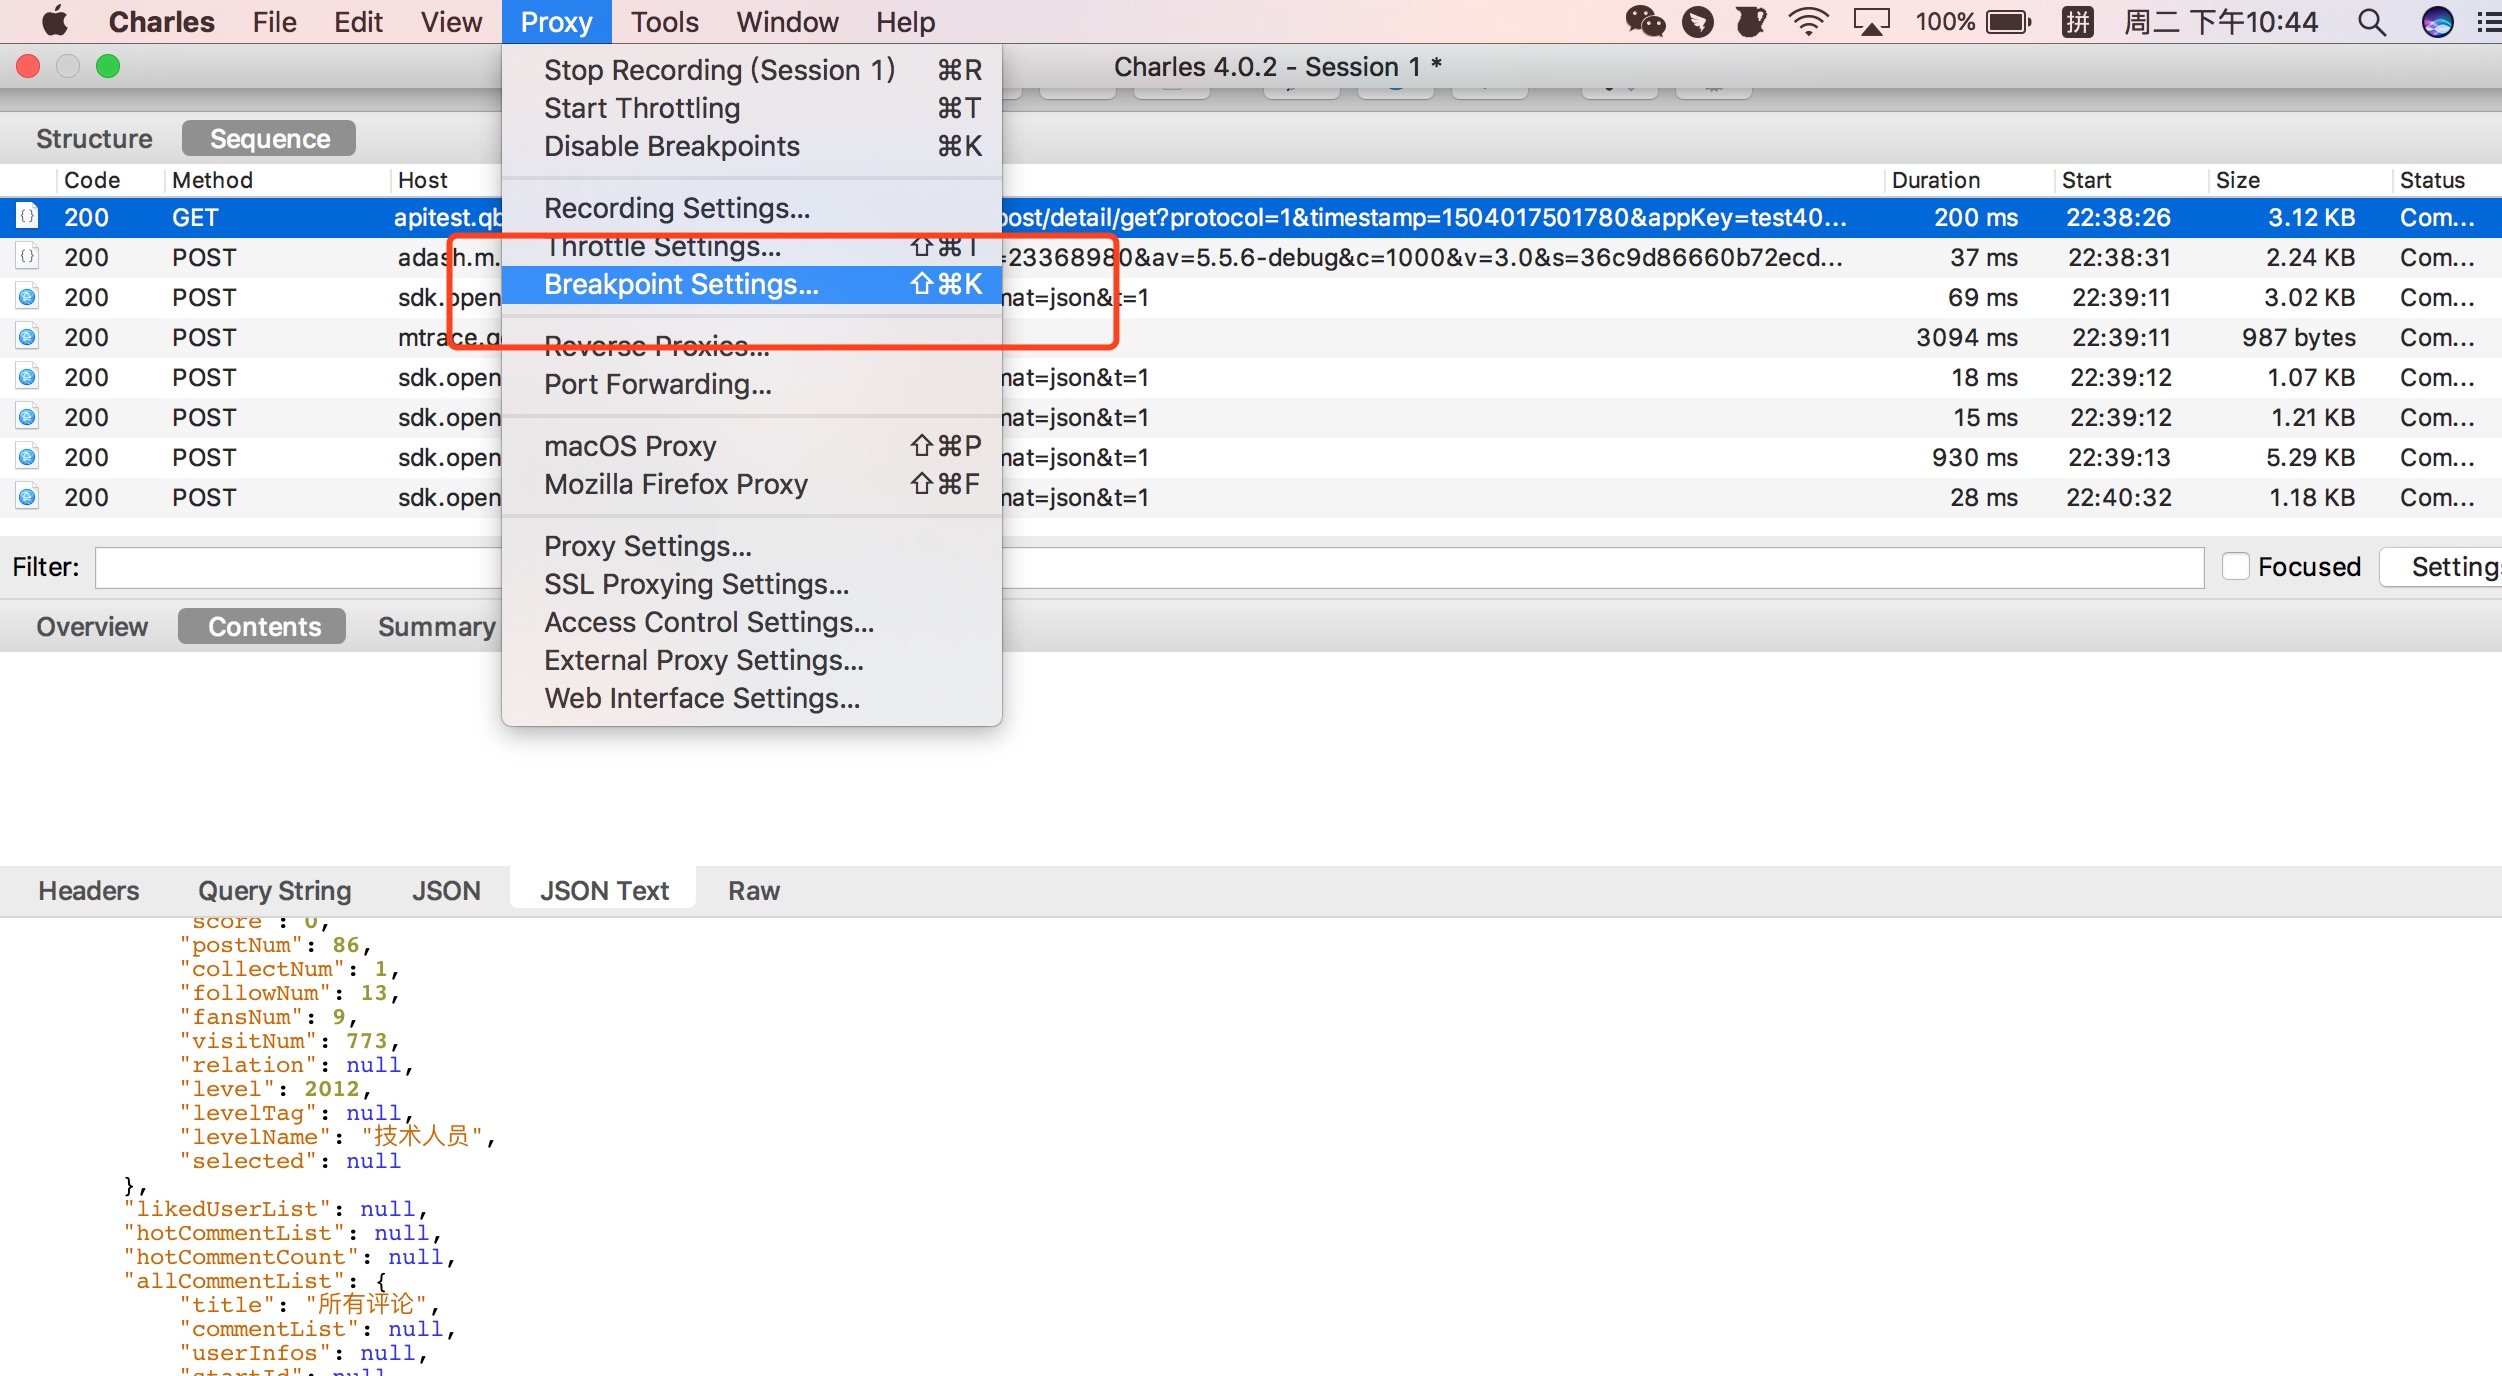 Charles File Edit View Proxy Tools Window Help 100% 拼 周二 下午10:44
Charles 4.0.2 - Session 1 *
Stop Recording (Session 1) ⌘R
Start Throttling ⌘T
Disable Breakpoints ⌘K
Recording Settings...
Throttle Settings... ⇧⌘T
Breakpoint Settings... ⇧⌘K
Reverse Proxies...
Port Forwarding...
macOS Proxy ⇧⌘P
Mozilla Firefox Proxy ⇧⌘F
Proxy Settings...
SSL Proxying Settings...
Access Control Settings...
External Proxy Settings...
Web Interface Settings...
Structure Sequence
Code Method Host Duration Start Size Status
200 GET apitest.qb ost/detail/get?protocol=1&timestamp=1504017501780&appKey=test40... 200 ms 22:38:26 3.12 KB Com...
200 POST adash.m. =23368980&av=5.5.6-debug&c=1000&v=3.0&s=36c9d86660b72ecd... 37 ms 22:38:31 2.24 KB Com...
200 POST sdk.open mat=json&t=1 69 ms 22:39:11 3.02 KB Com...
200 POST mtrace.q 3094 ms 22:39:11 987 bytes Com...
200 POST sdk.open mat=json&t=1 18 ms 22:39:12 1.07 KB Com...
200 POST sdk.open mat=json&t=1 15 ms 22:39:12 1.21 KB Com...
200 POST sdk.open mat=json&t=1 930 ms 22:39:13 5.29 KB Com...
200 POST sdk.open mat=json&t=1 28 ms 22:40:32 1.18 KB Com...
Filter: Focused Settings
Overview Contents Summary
Headers Query String JSON JSON Text Raw
"score": 0,
"postNum": 86,
"collectNum": 1,
"followNum": 13,
"fansNum": 9,
"visitNum": 773,
"relation": null,
"level": 2012,
"levelTag": null,
"levelName": "技术人员",
"selected": null
},
"likedUserList": null,
"hotCommentList": null,
"hotCommentCount": null,
"allCommentList": {
"title": "所有评论",
"commentList": null,
"userInfos": null,
"startId": null